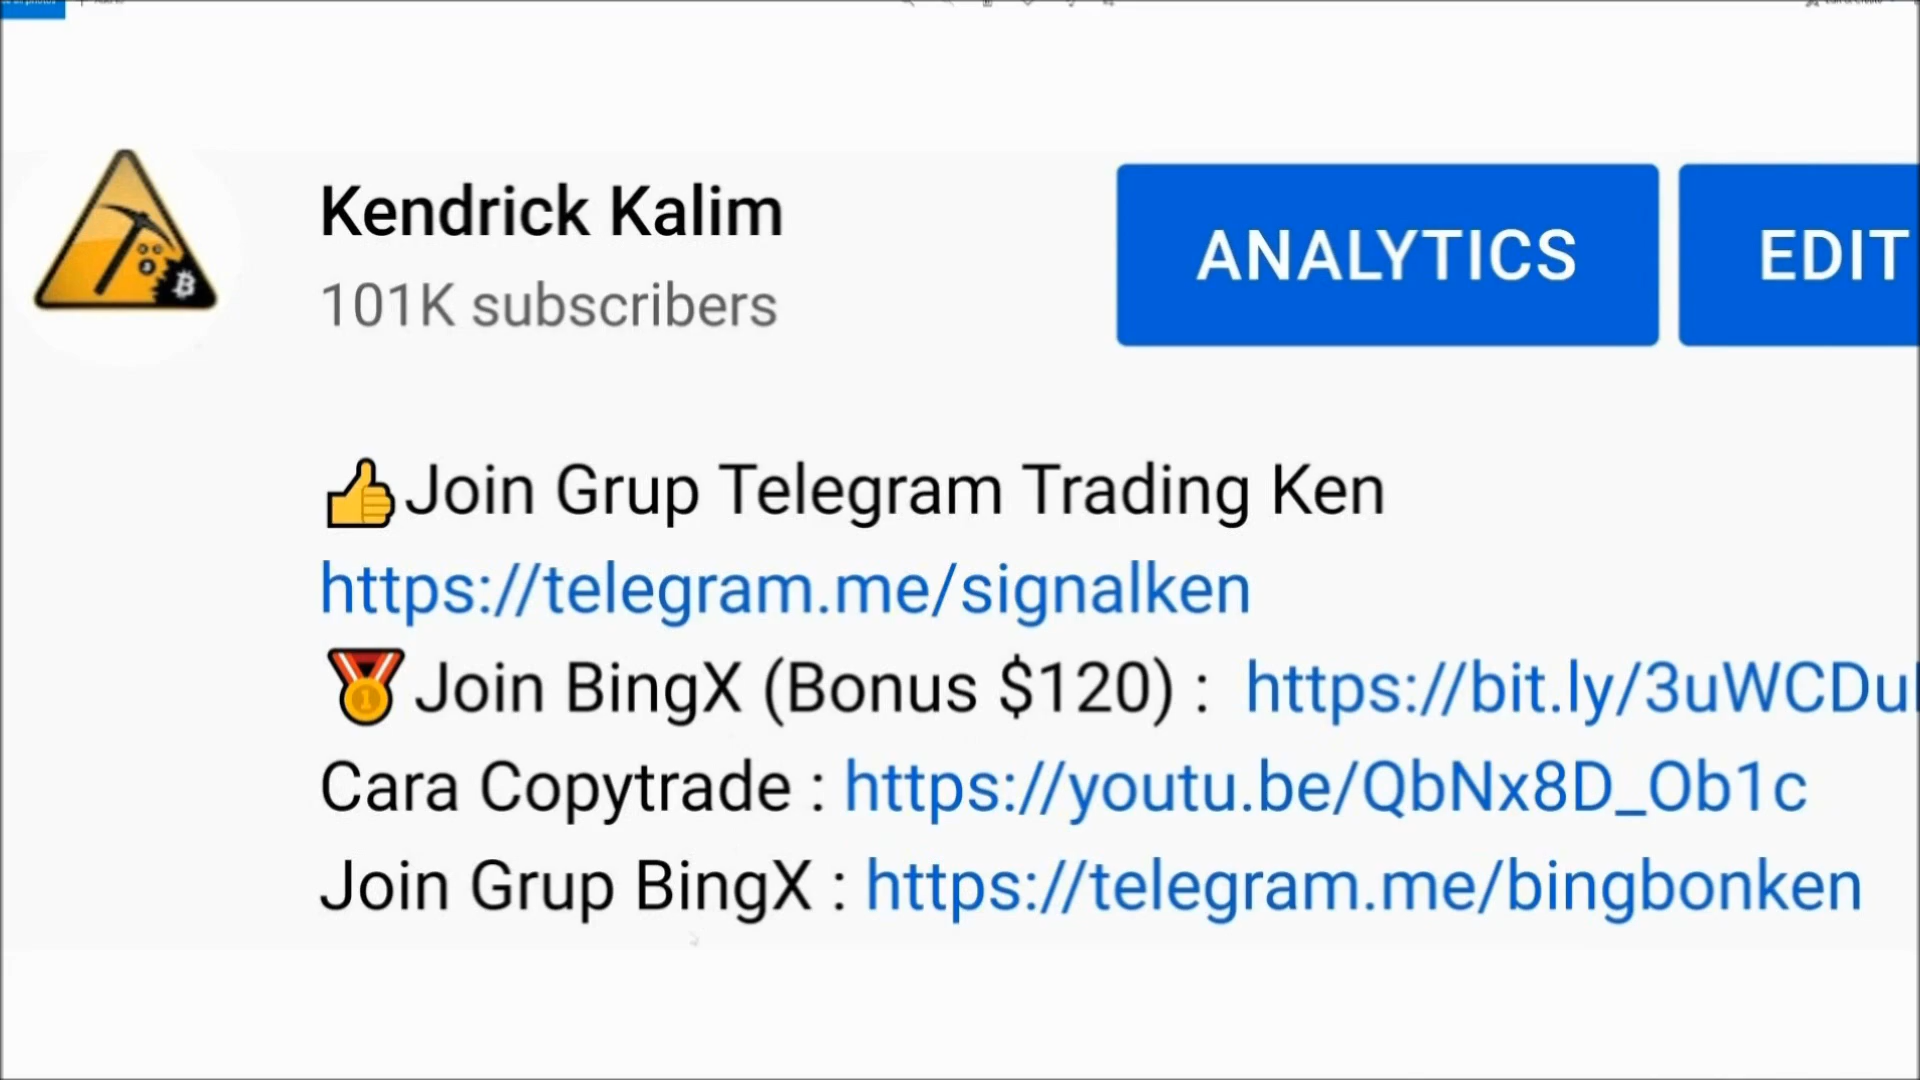 Kendrick Kalim
101K subscribers
ANALYTICS
EDIT
👍Join Grup Telegram Trading Ken
https://telegram.me/signalken
🥇Join BingX (Bonus $120) : https://bit.ly/3uWCDu
Cara Copytrade : https://youtu.be/QbNx8D_Ob1c
Join Grup BingX : https://telegram.me/bingbonken